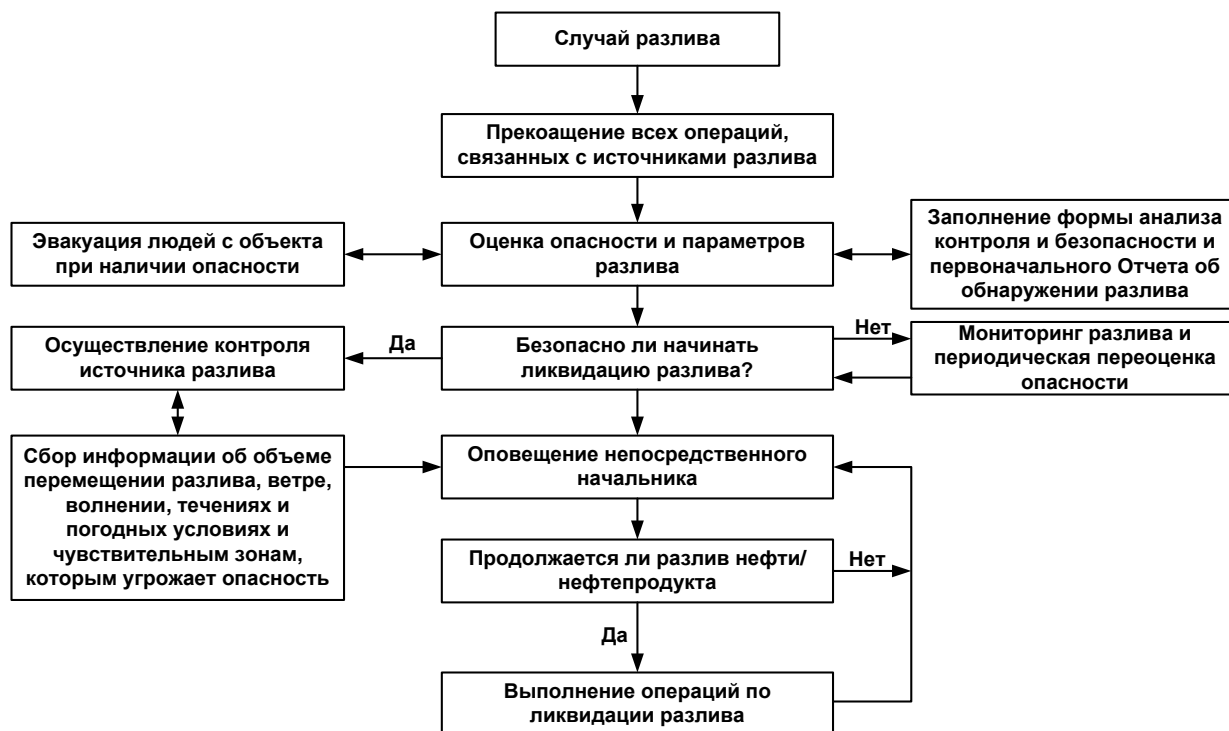 Случай разлива
Прекоащение всех операций,
связанных с источниками разлива
Эвакуация людей с объекта
при наличии опасности
Оценка опасности и параметров
разлива
Заполнение формы анализа
контроля и безопасности и
первоначального Отчета об
обнаружении разлива
Осуществление контроля
источника разлива
Да
Безопасно ли начинать
ликвидацию разлива?
Нет
Мониторинг разлива и
периодическая переоценка
опасности
Сбор информации об объеме
перемещении разлива, ветре,
волнении, течениях и
погодных условиях и
чувствительным зонам,
которым угрожает опасность
Оповещение непосредственного
начальника
Продолжается ли разлив нефти/
нефтепродукта
Нет
Да
Выполнение операций по
ликвидации разлива